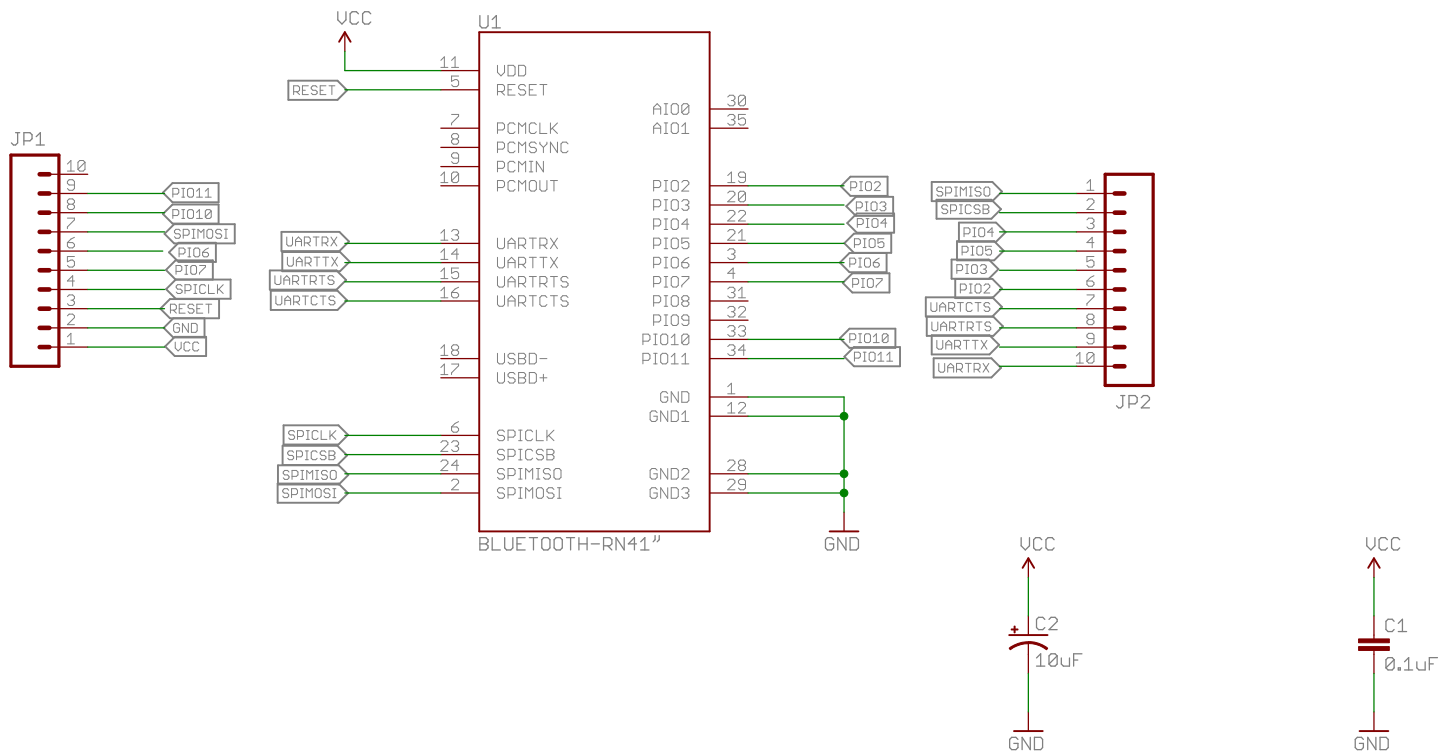 VCC
U1
11 VDD
RESET 5 RESET
AIO0 30
AIO1 35
7 PCMCLK
8 PCMSYNC
9 PCMIN
10 PCMOUT
PIO2 19 PIO2
PIO3 20 PIO3
PIO4 22 PIO4
UARTRX 13 UARTRX
PIO5 21 PIO5
UARTTX 14 UARTTX
PIO6 3 PIO6
UARTRTS 15 UARTRTS
PIO7 4 PIO7
UARTCTS 16 UARTCTS
PIO8 31
PIO9 32
PIO10 33 PIO10
18 USBD-
PIO11 34 PIO11
17 USBD+
GND 1
GND1 12
SPICLK 6 SPICLK
SPICSB 23 SPICSB
SPIMISO 24 SPIMISO
GND2 28
SPIMOSI 2 SPIMOSI
GND3 29
BLUETOOTH-RN41"
GND
JP1
10
9 PIO11
8 PIO10
7 SPIMOSI
6 PIO6
5 PIO7
4 SPICLK
3 RESET
2 GND
1 VCC
SPIMISO 1
SPICSB 2
PIO4 3
PIO5 4
PIO3 5
PIO2 6
UARTCTS 7
UARTRTS 8
UARTTX 9
UARTRX 10
JP2
VCC
+ C2
10uF
GND
VCC
C1
0.1uF
GND